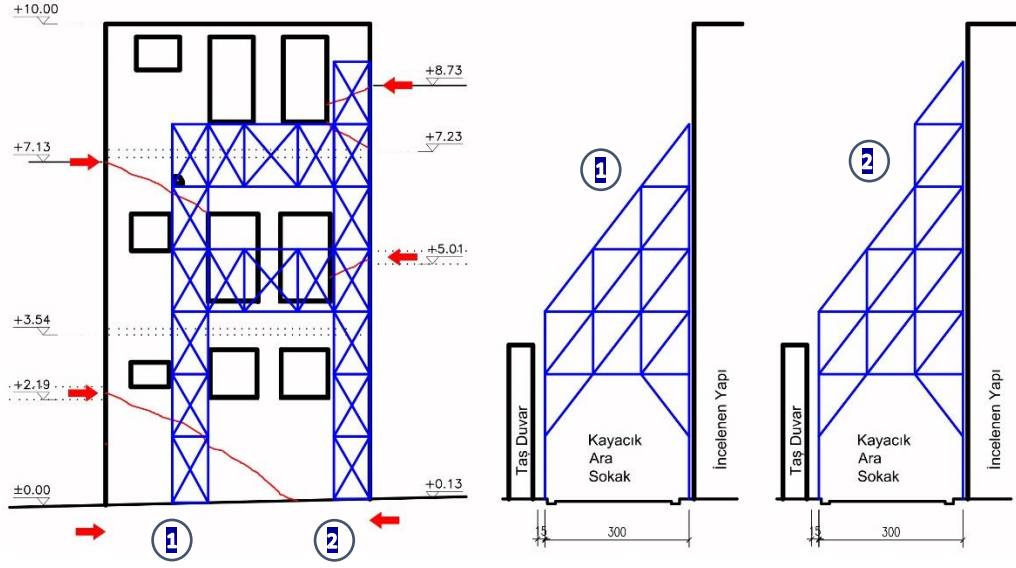 +10.00
+8.73
+7.23
+7.13
+5.01
+3.54
+2.19
±0.00
+0.13
1
2
1
Taş Duvar
Kayacık
Ara
Sokak
İncelenen Yapı
15
300
2
Taş Duvar
Kayacık
Ara
Sokak
İncelenen Yapı
15
300